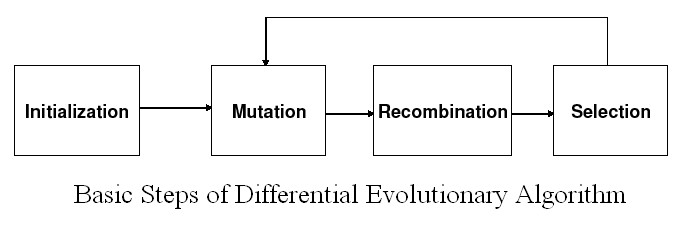 Initialization
Mutation
Recombination
Selection
Basic Steps of Differential Evolutionary Algorithm